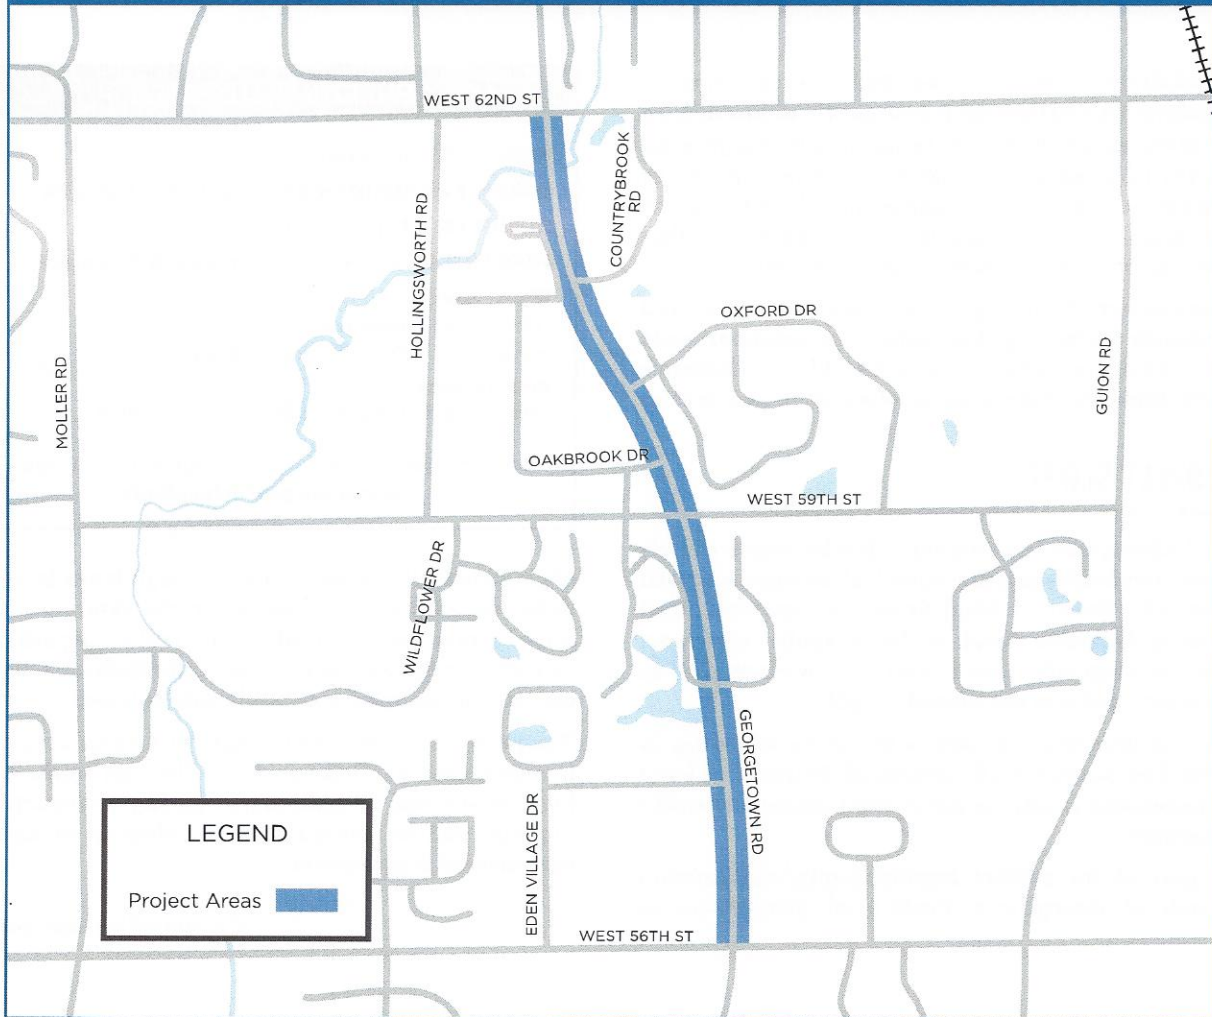 WEST 62ND ST
COUNTRYBROOK
RD
HOLLINGSWORTH RD
OXFORD DR
MOLLER RD
GUION RD
OAKBROOK DR
WEST 59TH ST
WILDFLOWER DR
GEORGETOWN RD
EDEN VILLAGE DR
LEGEND
Project Areas
WEST 56TH ST